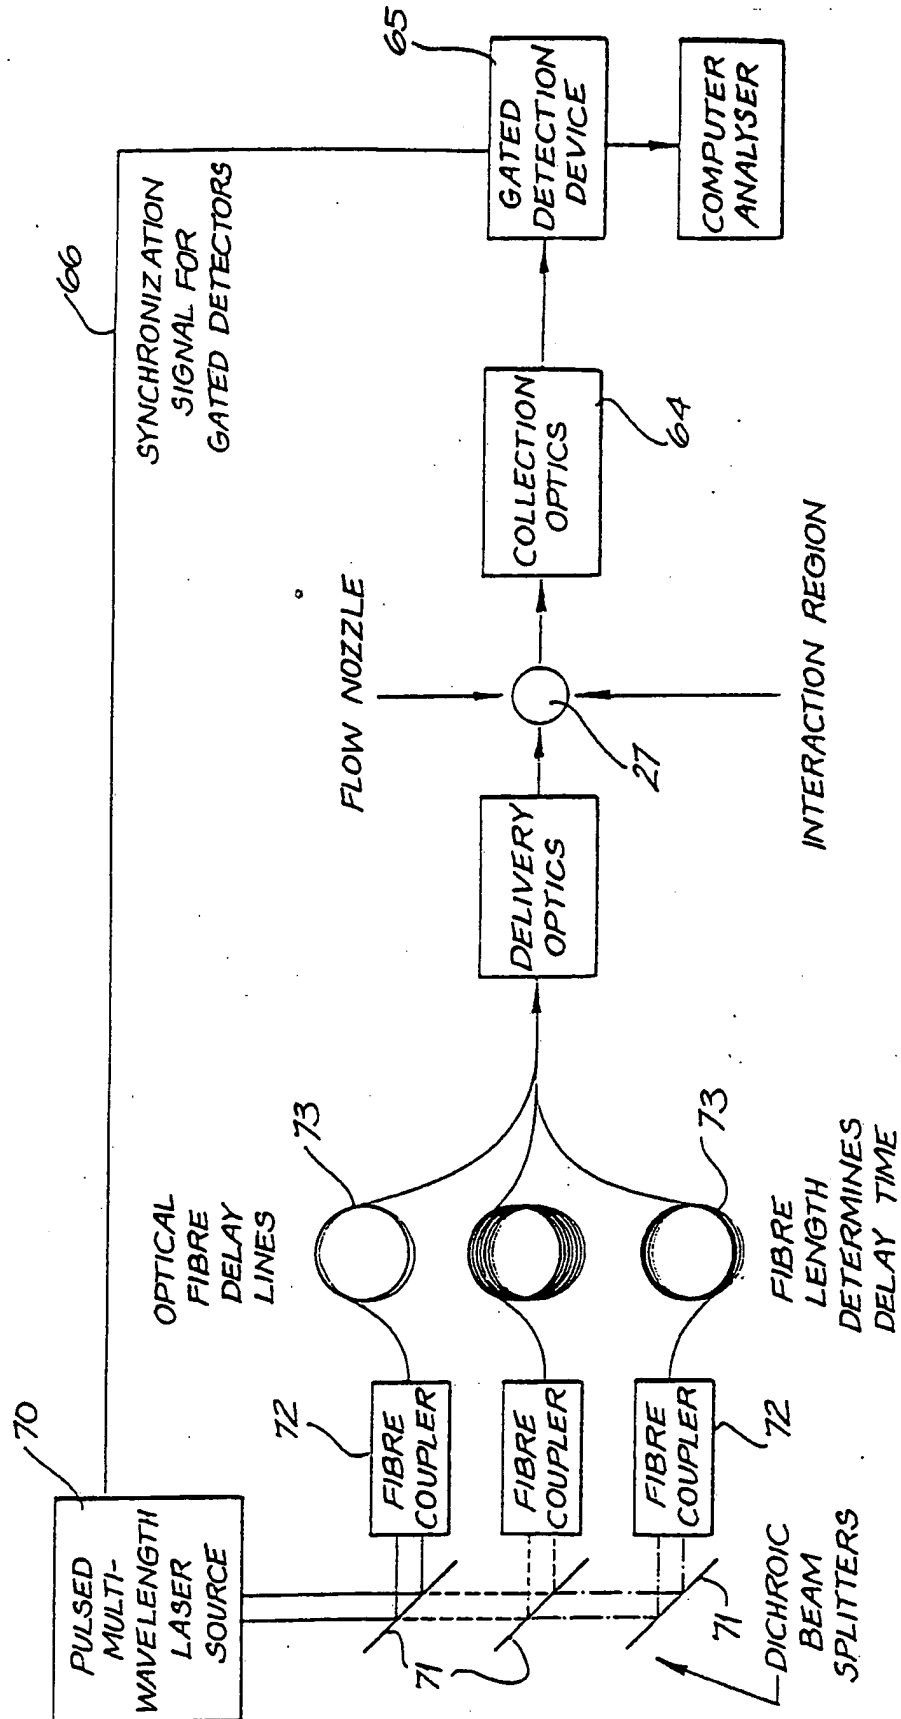 70
PULSED
MULTI-
WAVELENGTH
LASER
SOURCE
66
SYNCHRONIZATION
SIGNAL FOR
GATED DETECTORS
65
GATED
DETECTION
DEVICE
COMPUTER
ANALYSER
OPTICAL
FIBRE
DELAY
LINES
73
72
FIBRE
COUPLER
FIBRE
COUPLER
FIBRE
COUPLER
72
71
71
DICHROIC
BEAM
SPLITTERS
73
FIBRE
LENGTH
DETERMINES
DELAY TIME
DELIVERY
OPTICS
FLOW NOZZLE
27
INTERACTION REGION
COLLECTION
OPTICS
64